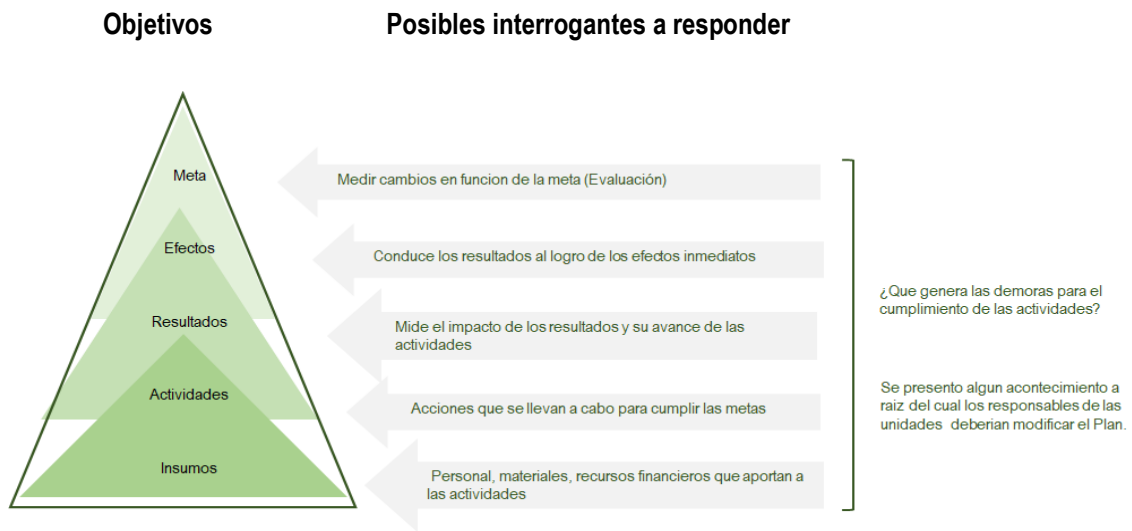 Objetivos
Posibles interrogantes a responder
Meta
Medir cambios en funcion de la meta (Evaluación)
Efectos
Conduce los resultados al logro de los efectos inmediatos
Resultados
Mide el impacto de los resultados y su avance de las
actividades
Actividades
Acciones que se llevan a cabo para cumplir las metas
Insumos
Personal, materiales, recursos financieros que aportan a
las actividades
¿Que genera las demoras para el
cumplimiento de las actividades?
Se presento algun acontecimiento a
raiz del cual los responsables de las
unidades deberian modificar el Plan.